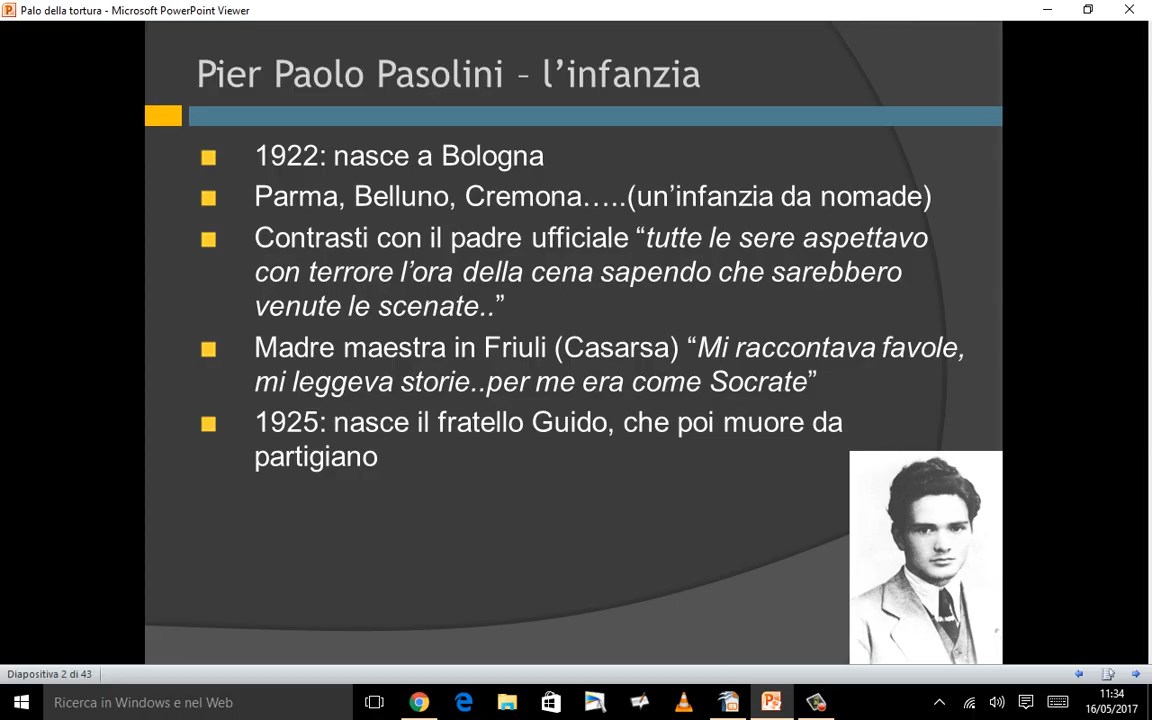 Palo della tortura - Microsoft PowerPoint Viewer
Pier Paolo Pasolini – l’infanzia
1922: nasce a Bologna
Parma, Belluno, Cremona…..(un’infanzia da nomade)
Contrasti con il padre ufficiale “tutte le sere aspettavo
con terrore l’ora della cena sapendo che sarebbero
venute le scenate..”
Madre maestra in Friuli (Casarsa) “Mi raccontava favole,
mi leggeva storie..per me era come Socrate”
1925: nasce il fratello Guido, che poi muore da
partigiano
Diapositiva 2 di 43
Ricerca in Windows e nel Web
11:34
16/05/2017